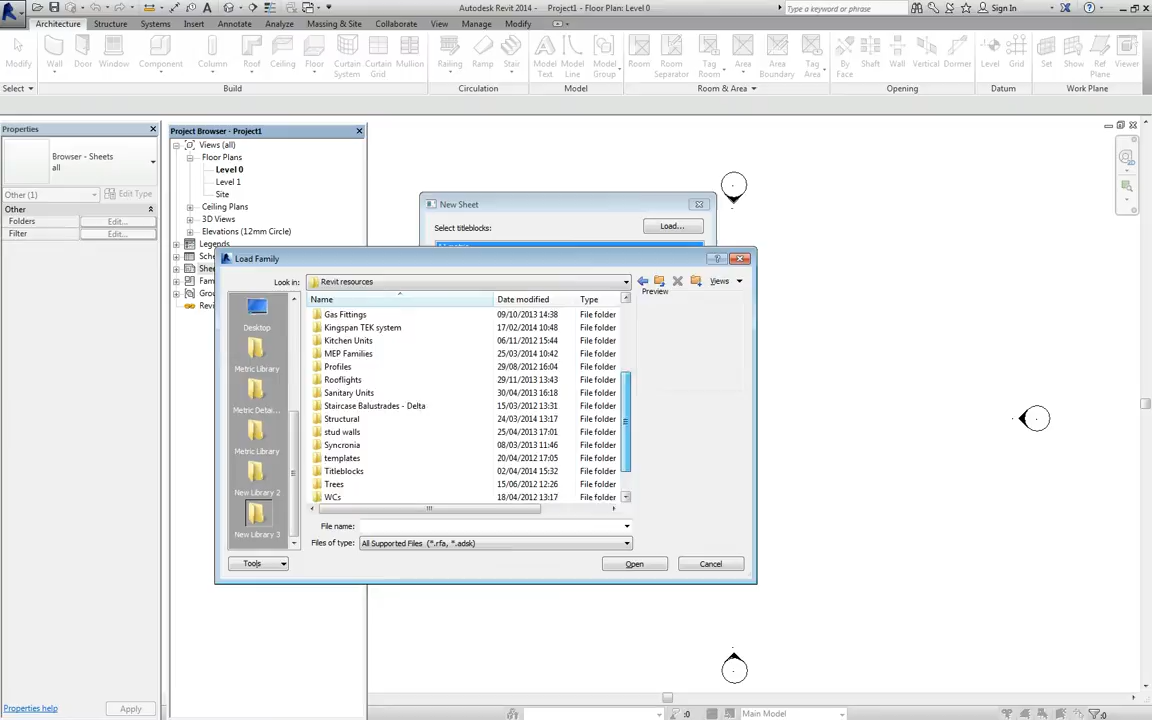 Autodesk Revit 2014 - Project1 - Floor Plan: Level 0
Type a keyword or phrase
Sign In
Architecture Structure Systems Insert Annotate Analyze Massing & Site Collaborate View Manage Modify
Modify Wall Door Window Component Column Roof Ceiling Floor Curtain System Curtain Grid Mullion Railing Ramp Stair Model Text Model Line Model Group Room Room Separator Tag Room Area Area Boundary Tag Area By Face Shaft Wall Vertical Dormer Level Grid Set Show Ref Plane Viewer
Select Build Circulation Model Room & Area Opening Datum Work Plane
Properties
Browser - Sheets
all
Other (1) Edit Type
Other
Folders Edit...
Filter Edit...
Properties help Apply
Project Browser - Project1
Views (all)
Floor Plans
Level 0
Level 1
Site
Ceiling Plans
3D Views
Elevations (12mm Circle)
Legends
Sch
Shee
Fam
Gro
Revi
New Sheet
Select titleblocks: Load...
Load Family
Look in: Revit resources Views
Preview
Name Date modified Type
Gas Fittings 09/10/2013 14:38 File folder
Kingspan TEK system 17/02/2014 10:48 File folder
Kitchen Units 06/11/2012 15:44 File folder
MEP Families 25/03/2014 10:42 File folder
Profiles 29/08/2012 16:04 File folder
Rooflights 29/11/2013 13:43 File folder
Sanitary Units 30/04/2013 16:18 File folder
Staircase Balustrades - Delta 15/03/2012 13:31 File folder
Structural 24/03/2014 13:17 File folder
stud walls 25/04/2013 17:01 File folder
Syncronia 08/03/2013 11:46 File folder
templates 20/04/2012 17:05 File folder
Titleblocks 02/04/2014 15:32 File folder
Trees 15/06/2012 12:26 File folder
WCs 18/04/2012 13:17 File folder
Desktop
Metric Library
Metric Detai...
Metric Library
New Library 2
New Library 3
File name:
Files of type: All Supported Files (*.rfa, *.adsk)
Tools Open Cancel
:0 Main Model :0